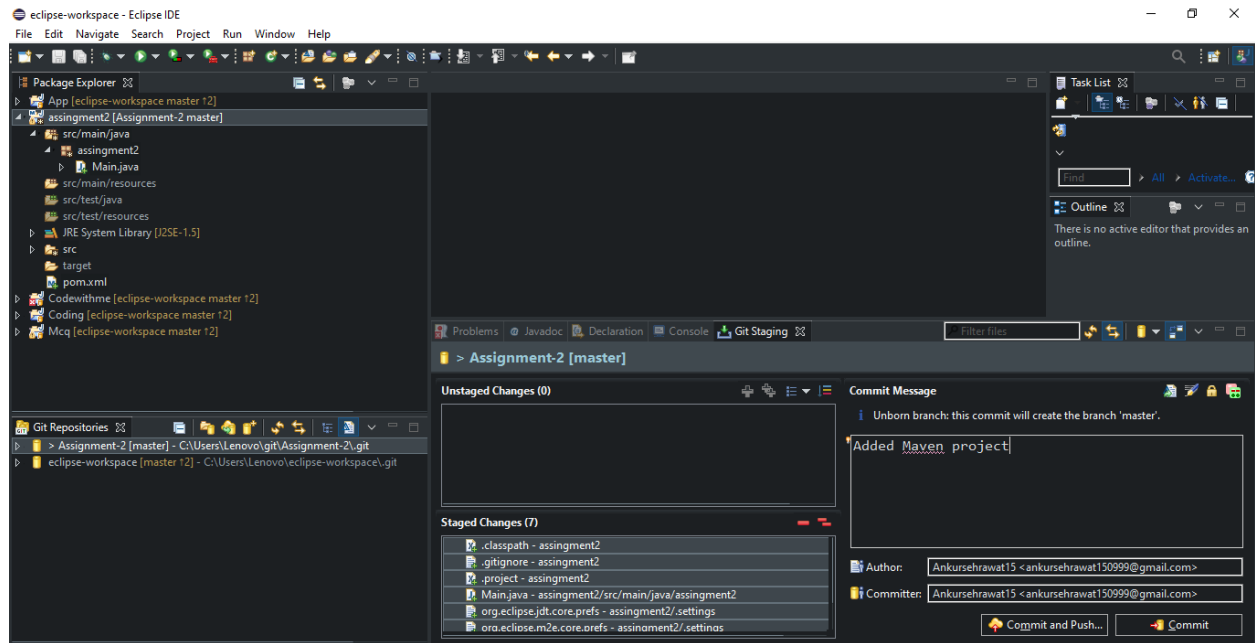 eclipse-workspace - Eclipse IDE
File Edit Navigate Search Project Run Window Help
Package Explorer
App [eclipse-workspace master ↑2]
assingment2 [Assignment-2 master]
src/main/java
assingment2
Main.java
src/main/resources
src/test/java
src/test/resources
JRE System Library [J2SE-1.5]
src
target
pom.xml
Codewithme [eclipse-workspace master ↑2]
Coding [eclipse-workspace master ↑2]
Mcq [eclipse-workspace master ↑2]
Git Repositories
> Assignment-2 [master] - C:\Users\Lenovo\git\Assignment-2\.git
eclipse-workspace [master ↑2] - C:\Users\Lenovo\eclipse-workspace\.git
Task List
Find All Activate...
Outline
There is no active editor that provides an
outline.
Problems Javadoc Declaration Console Git Staging Filter files
> Assignment-2 [master]
Unstaged Changes (0)
Staged Changes (7)
.classpath - assingment2
.gitignore - assingment2
.project - assingment2
Main.java - assingment2/src/main/java/assingment2
org.eclipse.jdt.core.prefs - assingment2/.settings
org.eclipse.m2e.core.prefs - assingment2/.settings
Commit Message
Unborn branch: this commit will create the branch 'master'.
Added Maven project
Author: Ankursehrawat15 <ankursehrawat150999@gmail.com>
Committer: Ankursehrawat15 <ankursehrawat150999@gmail.com>
Commit and Push... Commit